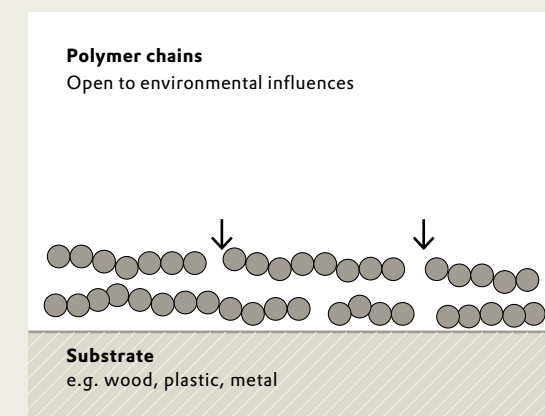 Polymer chains
Open to environmental influences
Substrate
e.g. wood, plastic, metal